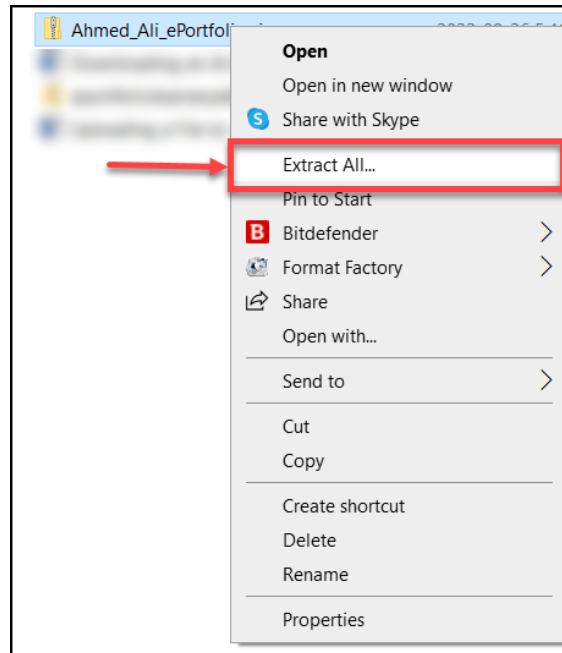 Ahmed_Ali_ePortfoli
Open
Open in new window
Share with Skype
Extract All...
Pin to Start
Bitdefender
Format Factory
Share
Open with...
Send to
Cut
Copy
Create shortcut
Delete
Rename
Properties